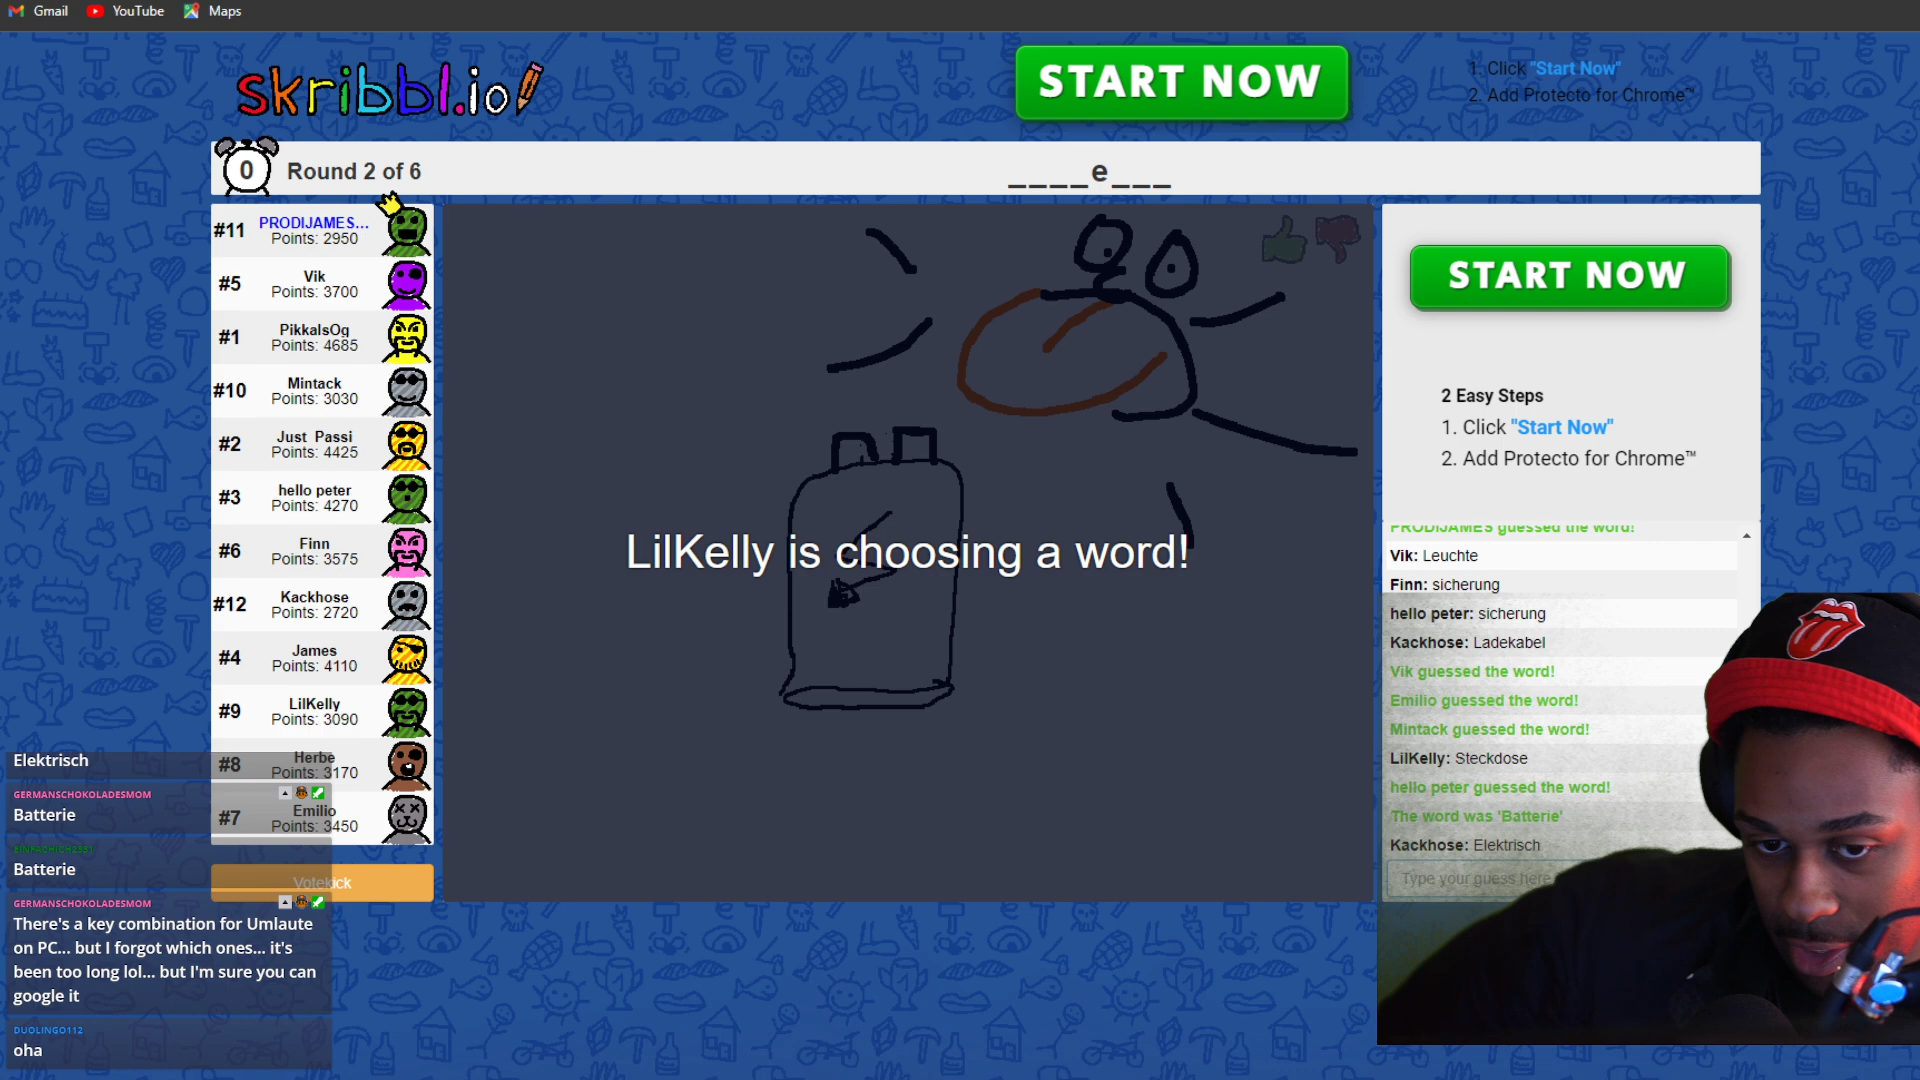 Gmail
YouTube
Maps
skribbl.io
START NOW
1. Click "Start Now"
2. Add Protecto for Chrome™
0
Round 2 of 6
____e___
#11
PRODIJAMES...
Points: 2950
#5
Vik
Points: 3700
#1
PikkalsOg
Points: 4685
#10
Mintack
Points: 3030
#2
Just Passi
Points: 4425
#3
hello peter
Points: 4270
#6
Finn
Points: 3575
#12
Kackhose
Points: 2720
#4
James
Points: 4110
#9
LilKelly
Points: 3090
#8
Herbe
Points: 3170
#7
Emilio
Points: 3450
Votekick
LilKelly is choosing a word!
START NOW
2 Easy Steps
1. Click "Start Now"
2. Add Protecto for Chrome™
PRODIJAMES guessed the word!
Vik: Leuchte
Finn: sicherung
hello peter: sicherung
Kackhose: Ladekabel
Vik guessed the word!
Emilio guessed the word!
Mintack guessed the word!
LilKelly: Steckdose
hello peter guessed the word!
The word was 'Batterie'
Kackhose: Elektrisch
Type your guess here
Elektrisch
GERMANSCHOKOLADESMOM
Batterie
Batterie
GERMANSCHOKOLADESMOM
There's a key combination for Umlaute
on PC... but I forgot which ones... it's
been too long lol... but I'm sure you can
google it
DUOLINGO112
oha